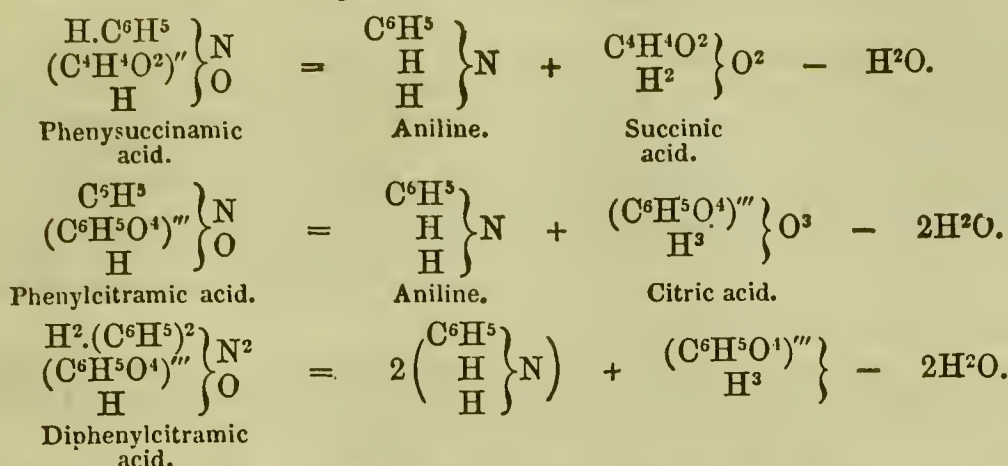 H.C⁶H⁵
(C⁴H⁴O²)″ } N O = C⁶H⁵ H H } N + C⁴H⁴O² H² } O² − H²O.
H
Physuccinamic acid. Aniline. Succinic acid.
C⁶H⁵
(C⁶H⁵O⁴)‴ } N O = C⁶H⁵ H H } N + (C⁶H⁵O⁴)‴ H³ } O³ − 2H²O.
H
Phenylcitramic acid. Aniline. Citric acid.
H².(C⁶H⁵)²
(C⁶H⁵O⁴)‴ } N² O = 2( C⁶H⁵ H H } N ) + (C⁶H⁵O⁴)‴ H³ } − 2H²O.
H
Diphenylcitramic
acid.